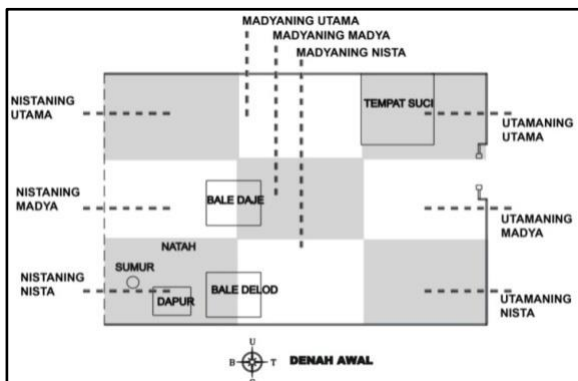 MADYANING UTAMA
MADYANING MADYA
MADYANING NISTA
NISTANING
UTAMA
TEMPAT SUCI
UTAMANING
UTAMA
NISTANING
MADYA
BALE DAJE
UTAMANING
MADYA
NATAH
SUMUR
NISTANING
NISTA
DAPUR
BALE DELOD
UTAMANING
NISTA
U
B
T
S
DENAH AWAL